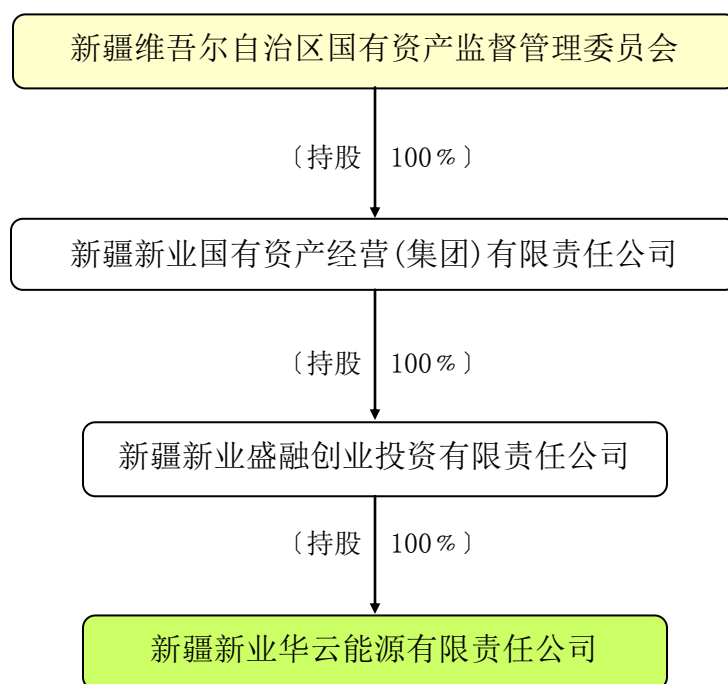 新疆维吾尔自治区国有资产监督管理委员会
〔持股 100%〕
新疆新业国有资产经营(集团)有限责任公司
〔持股 100%〕
新疆新业盛融创业投资有限责任公司
〔持股 100%〕
新疆新业华云能源有限责任公司